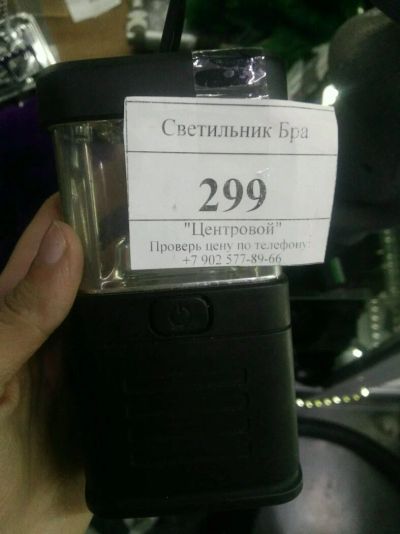 Светильник Бра
299
"Центровой"
Проверь цену по телефону:
+7 902 577-89-66